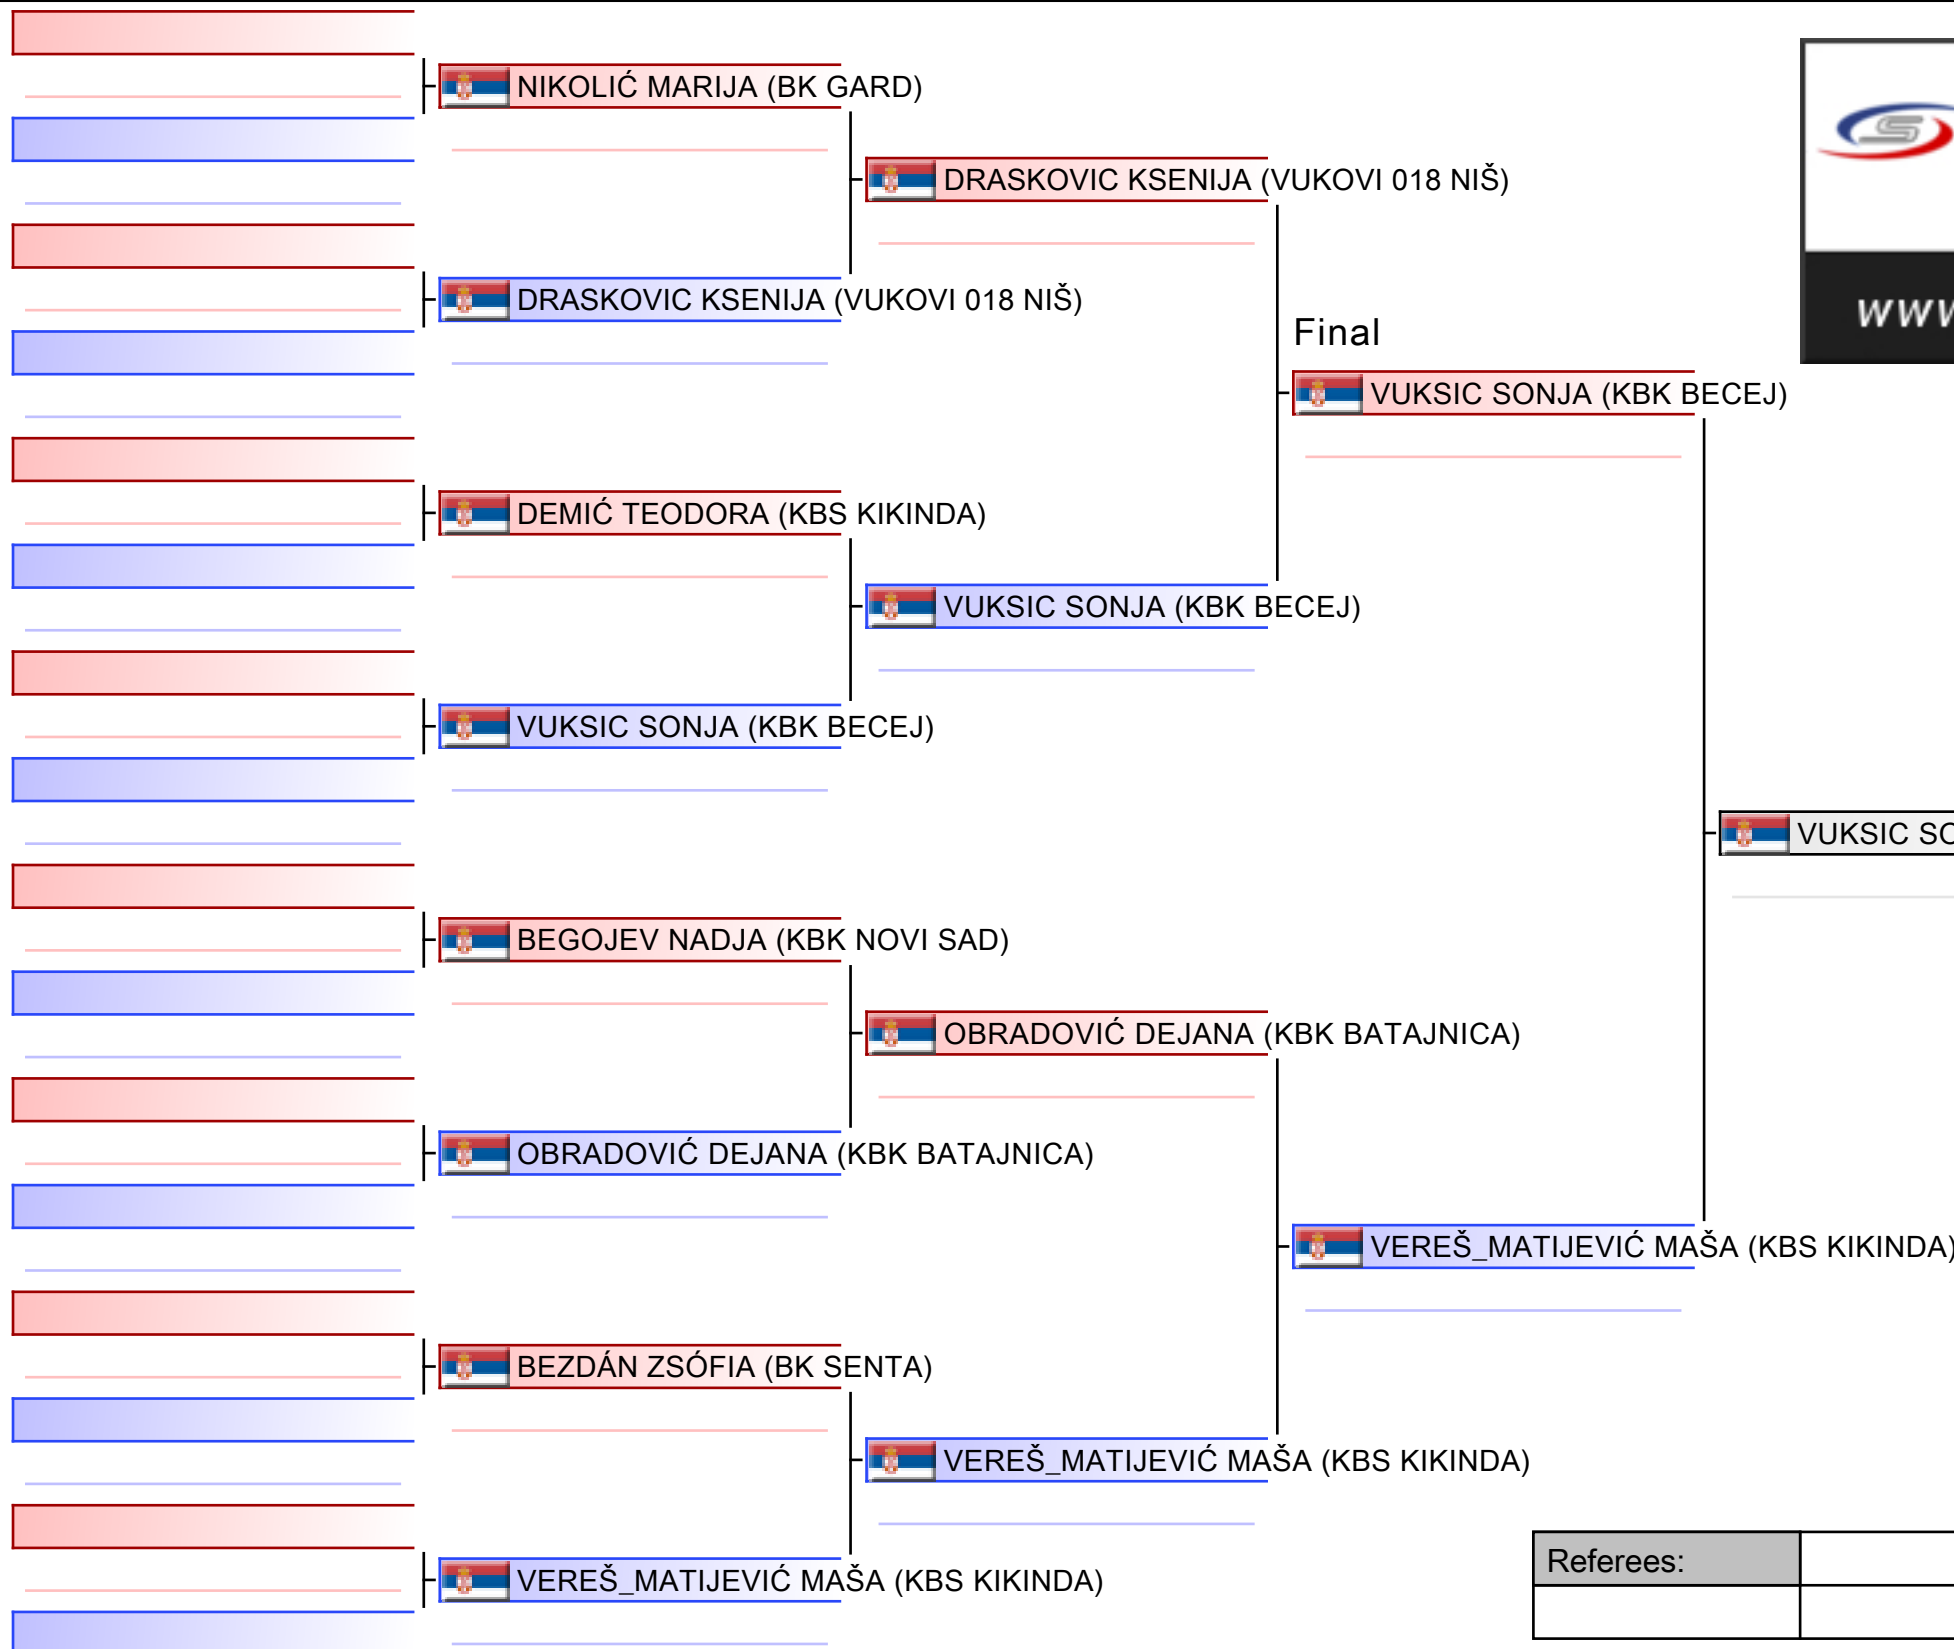 NIKOLIĆ MARIJA (BK GARD)
DRASKOVIC KSENIJA (VUKOVI 018 NIŠ)
DRASKOVIC KSENIJA (VUKOVI 018 NIŠ)
Final
VUKSIC SONJA (KBK BECEJ)
DEMIĆ TEODORA (KBS KIKINDA)
VUKSIC SONJA (KBK BECEJ)
VUKSIC SONJA (KBK BECEJ)
VUKSIC SO
BEGOJEV NADJA (KBK NOVI SAD)
OBRADOVIĆ DEJANA (KBK BATAJNICA)
OBRADOVIĆ DEJANA (KBK BATAJNICA)
VEREŠ_MATIJEVIĆ MAŠA (KBS KIKINDA)
BEZDÁN ZSÓFIA (BK SENTA)
VEREŠ_MATIJEVIĆ MAŠA (KBS KIKINDA)
VEREŠ_MATIJEVIĆ MAŠA (KBS KIKINDA)
Referees: